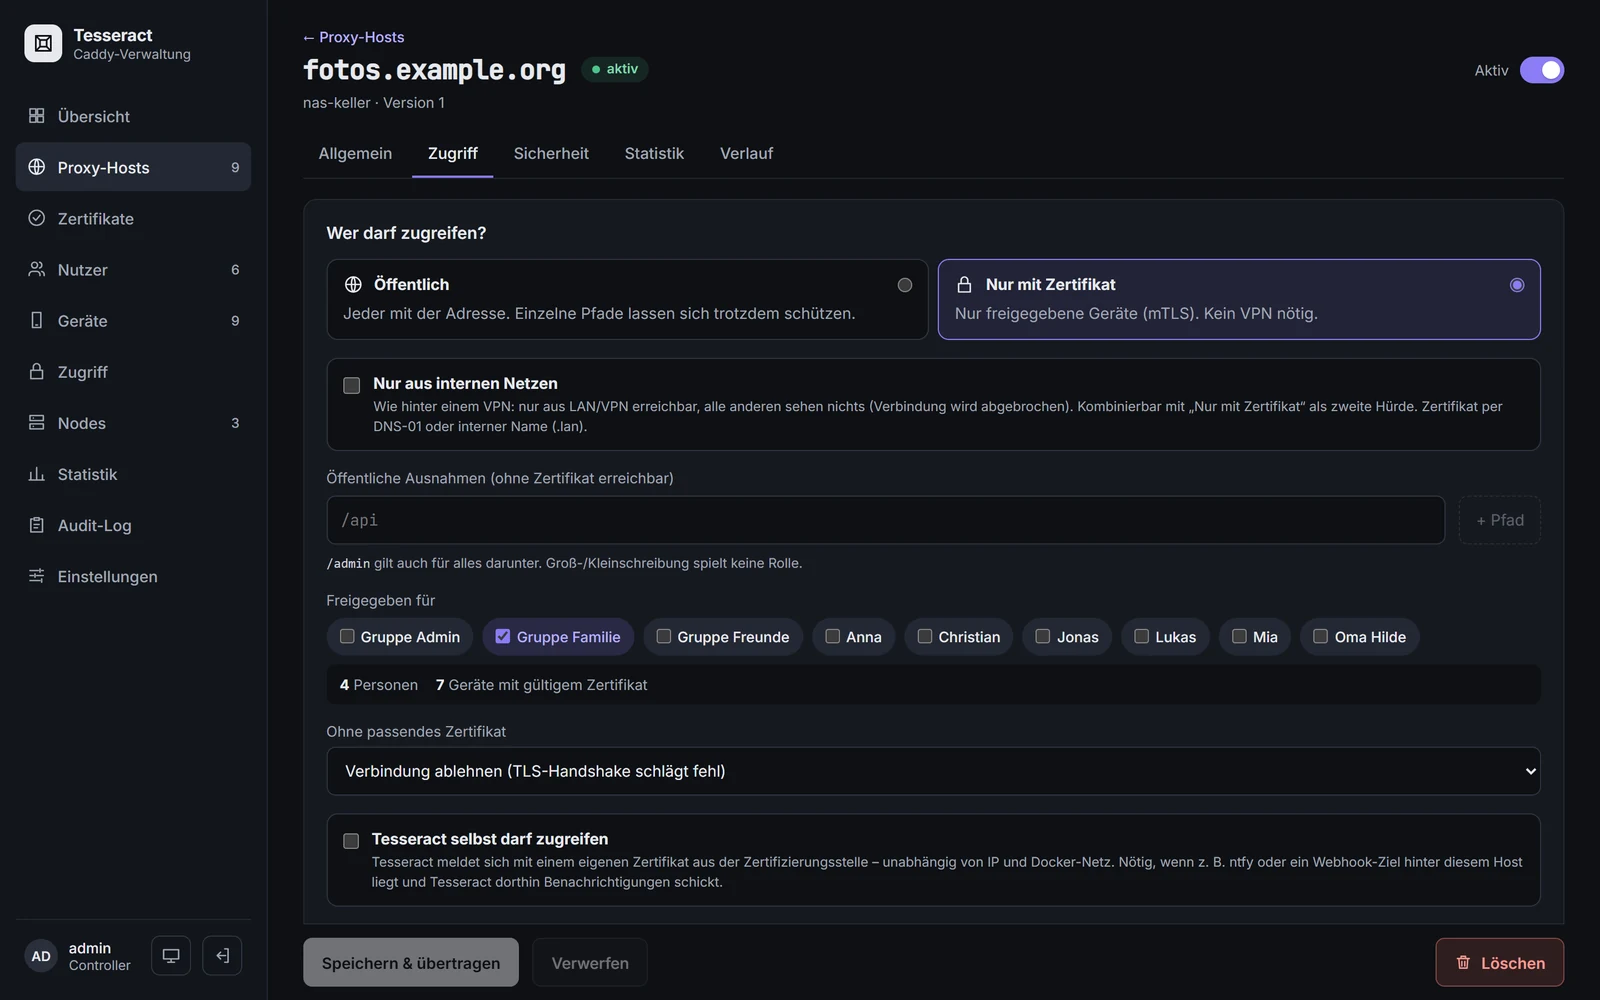 Tesseract
Caddy-Verwaltung
Übersicht
Proxy-Hosts 9
Zertifikate
Nutzer 6
Geräte 9
Zugriff
Nodes 3
Statistik
Audit-Log
Einstellungen
AD
admin
Controller
← Proxy-Hosts
fotos.example.org
aktiv
nas-keller · Version 1
Aktiv
Allgemein Zugriff Sicherheit Statistik Verlauf
Wer darf zugreifen?
Öffentlich
Jeder mit der Adresse. Einzelne Pfade lassen sich trotzdem schützen.
Nur mit Zertifikat
Nur freigegebene Geräte (mTLS). Kein VPN nötig.
Nur aus internen Netzen
Wie hinter einem VPN: nur aus LAN/VPN erreichbar, alle anderen sehen nichts (Verbindung wird abgebrochen). Kombinierbar mit „Nur mit Zertifikat“ als zweite Hürde. Zertifikat per
DNS-01 oder interner Name (.lan).
Öffentliche Ausnahmen (ohne Zertifikat erreichbar)
/api
+ Pfad
/admin gilt auch für alles darunter. Groß-/Kleinschreibung spielt keine Rolle.
Freigegeben für
Gruppe Admin Gruppe Familie Gruppe Freunde Anna Christian Jonas Lukas Mia Oma Hilde
4 Personen 7 Geräte mit gültigem Zertifikat
Ohne passendes Zertifikat
Verbindung ablehnen (TLS-Handshake schlägt fehl)
Tesseract selbst darf zugreifen
Tesseract meldet sich mit einem eigenen Zertifikat aus der Zertifizierungsstelle – unabhängig von IP und Docker-Netz. Nötig, wenn z. B. ntfy oder ein Webhook-Ziel hinter diesem Host
liegt und Tesseract dorthin Benachrichtigungen schickt.
Speichern & übertragen
Verwerfen
Löschen